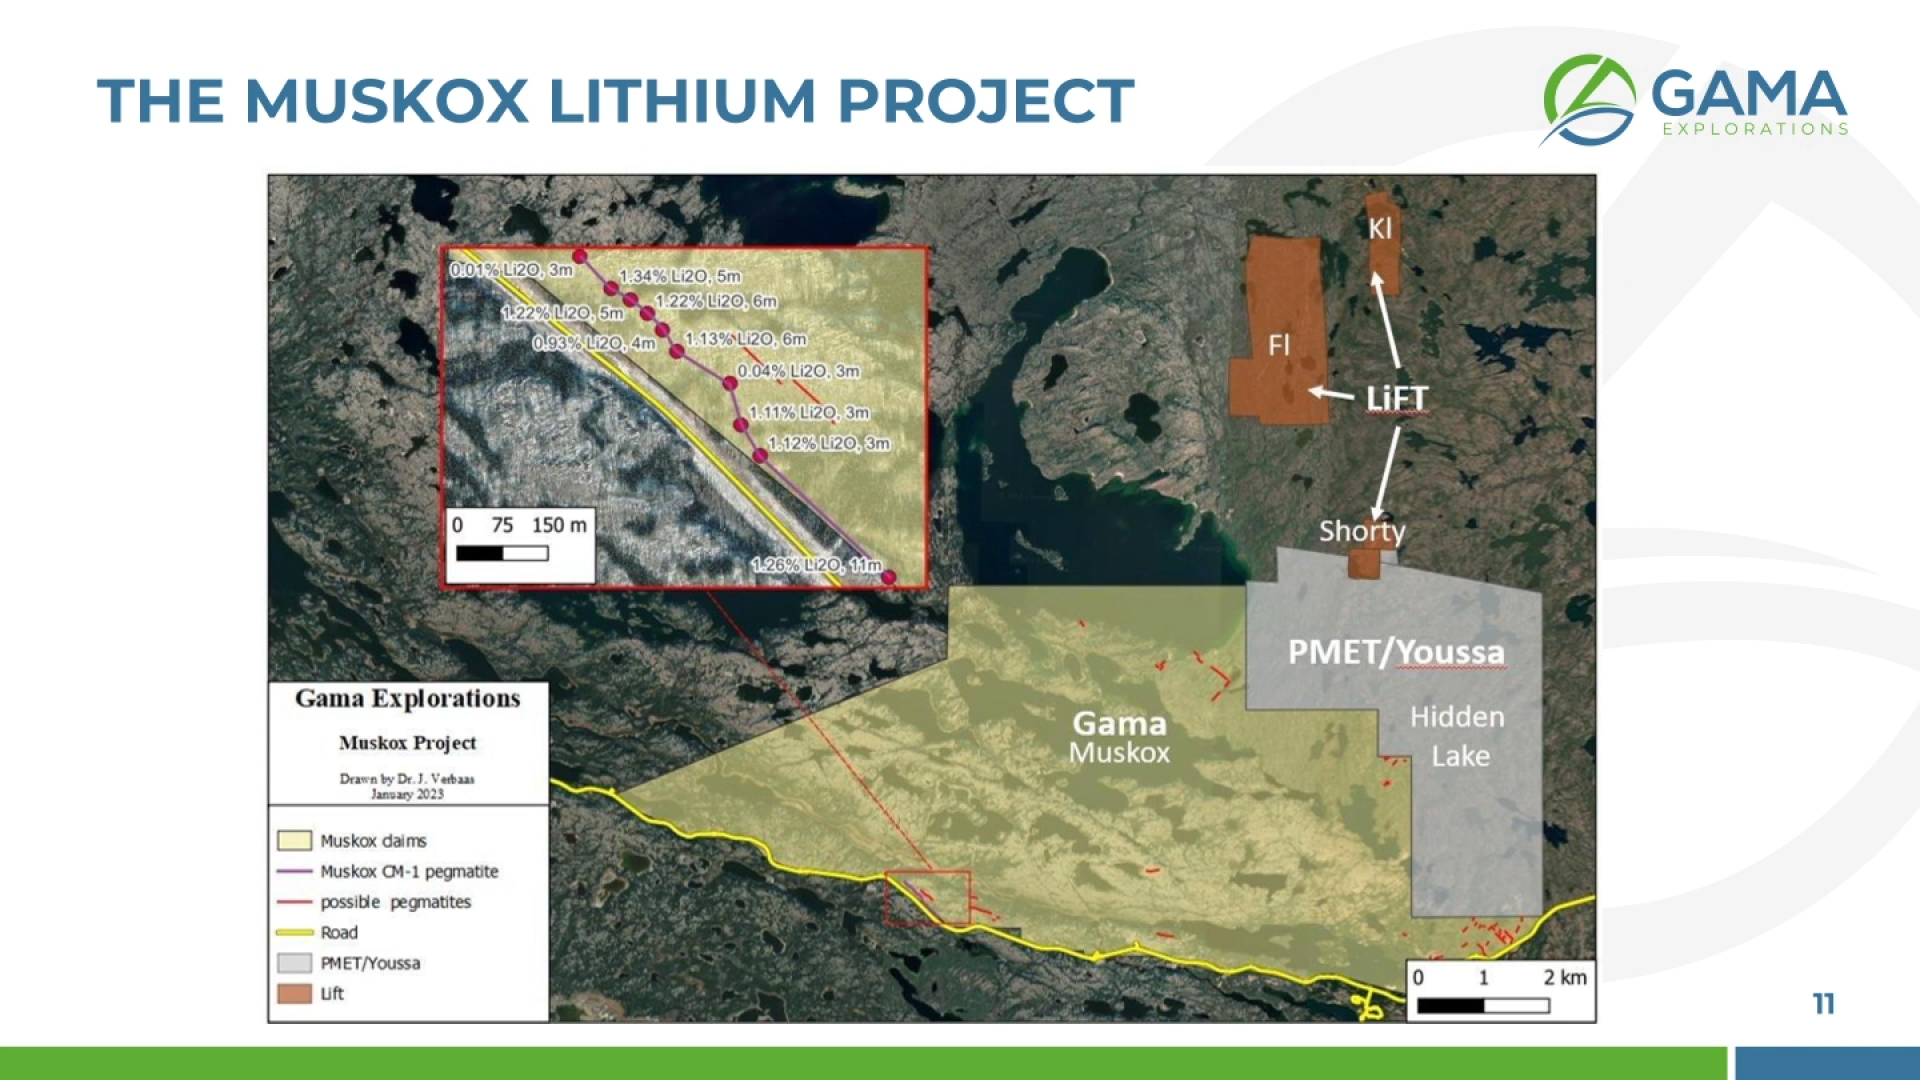 THE MUSKOX LITHIUM PROJECT
GAMA
EXPLORATIONS
Kl
Fl
LiFT
Shorty
0.01% Li2O, 3m
1.34% Li2O, 5m
1.22% Li2O, 6m
1.22% Li2O, 5m
1.13% Li2O, 6m
0.93% Li2O, 4m
0.04% Li2O, 3m
1.11% Li2O, 3m
1.12% Li2O, 3m
1.26% Li2O, 11m
0 75 150 m
PMET/Youssa
Hidden
Lake
Gama
Muskox
Gama Explorations
Muskox Project
Drawn by Dr. J. Verbaas
January 2023
Muskox claims
Muskox CM-1 pegmatite
possible pegmatites
Road
PMET/Youssa
Lift
0 1 2 km
11